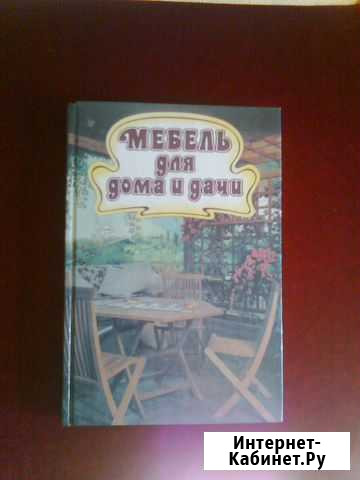 МЕБЕЛЬ
для
дома и дачи
Интернет-
Кабинет.Ру